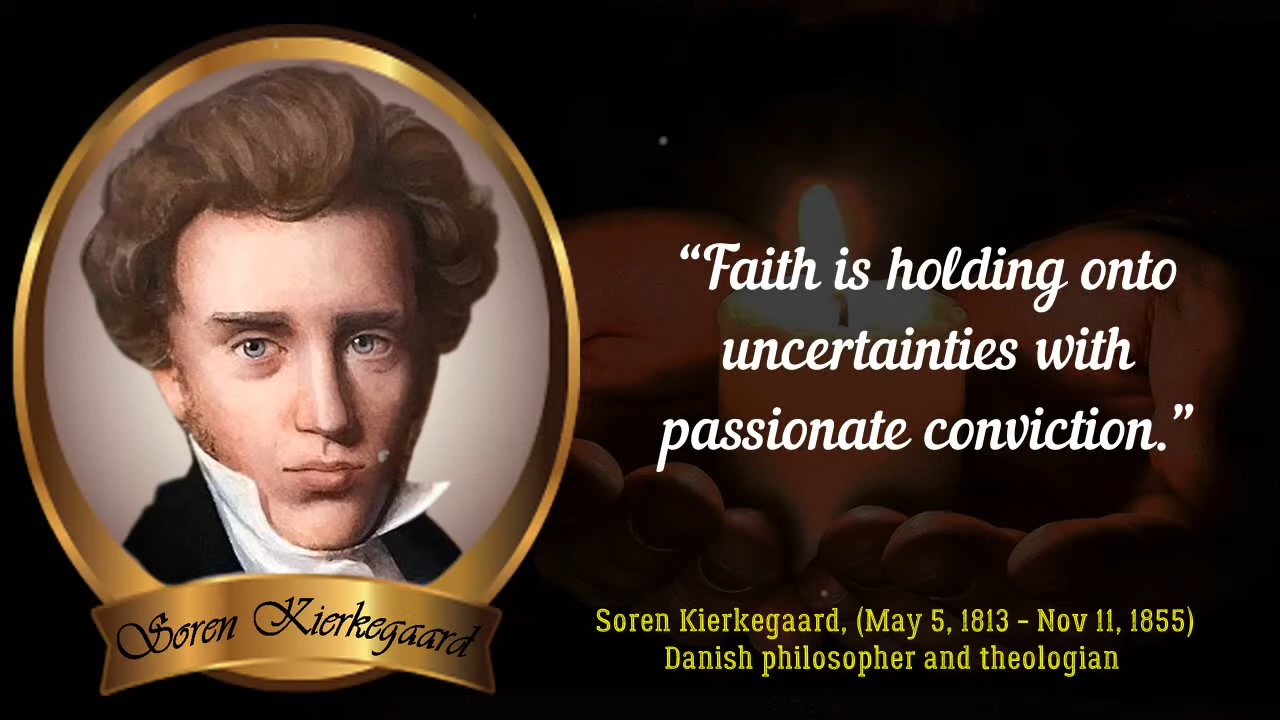 Soren Kierkegaard
“Faith is holding onto
uncertainties with
passionate conviction.”
Soren Kierkegaard, (May 5, 1813 - Nov 11, 1855)
Danish philosopher and theologian